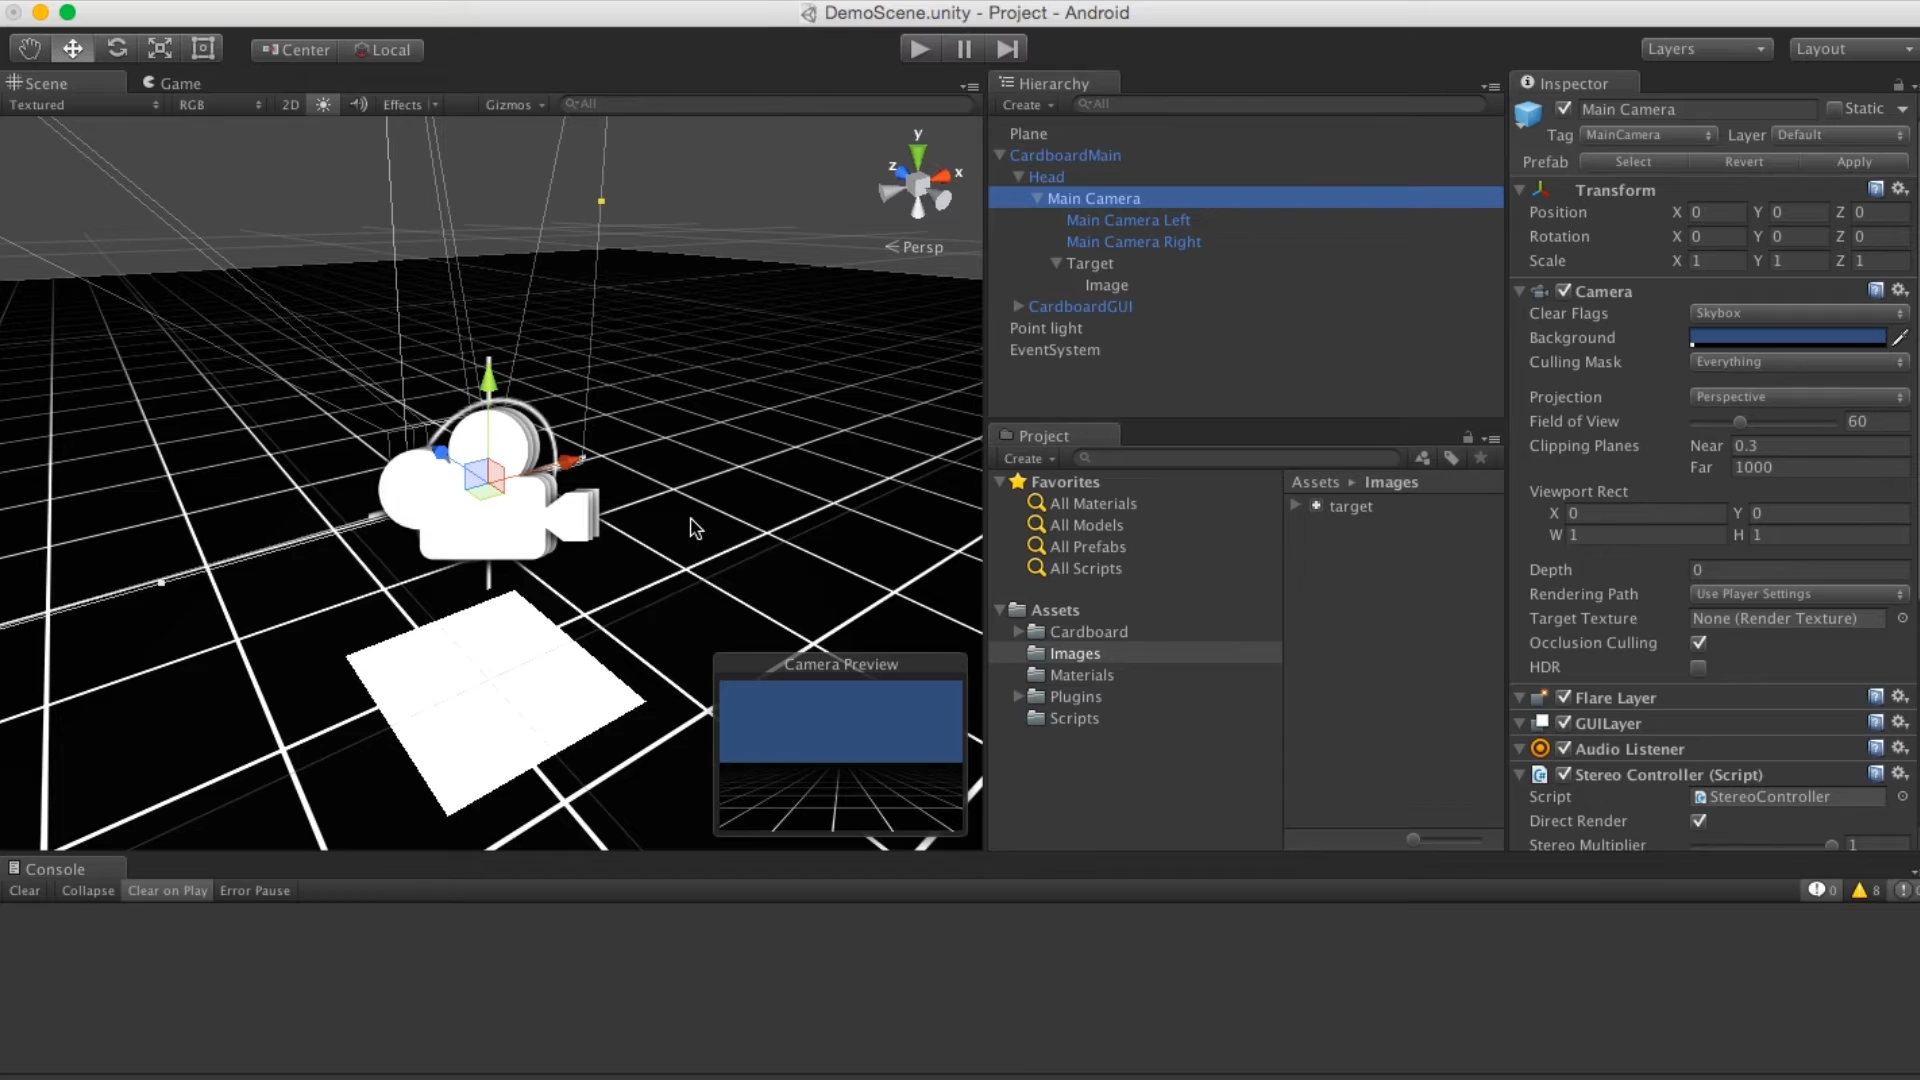 DemoScene.unity - Project - Android
Center Local
Layers Layout
Scene Game
Textured RGB 2D Effects Gizmos All
y
z x
Persp
Camera Preview
Hierarchy
Create All
Plane
CardboardMain
Head
Main Camera
Main Camera Left
Main Camera Right
Target
Image
CardboardGUI
Point light
EventSystem
Project
Create
Favorites
All Materials
All Models
All Prefabs
All Scripts
Assets
Cardboard
Images
Materials
Plugins
Scripts
Assets Images
target
Inspector
Main Camera Static
Tag MainCamera Layer Default
Prefab Select Revert Apply
Transform
Position X 0 Y 0 Z 0
Rotation X 0 Y 0 Z 0
Scale X 1 Y 1 Z 1
Camera
Clear Flags Skybox
Background
Culling Mask Everything
Projection Perspective
Field of View 60
Clipping Planes Near 0.3
Far 1000
Viewport Rect
X 0 Y 0
W 1 H 1
Depth 0
Rendering Path Use Player Settings
Target Texture None (Render Texture)
Occlusion Culling
HDR
Flare Layer
GUILayer
Audio Listener
Stereo Controller (Script)
Script StereoController
Direct Render
Stereo Multiplier 1
Console
Clear Collapse Clear on Play Error Pause 0 8